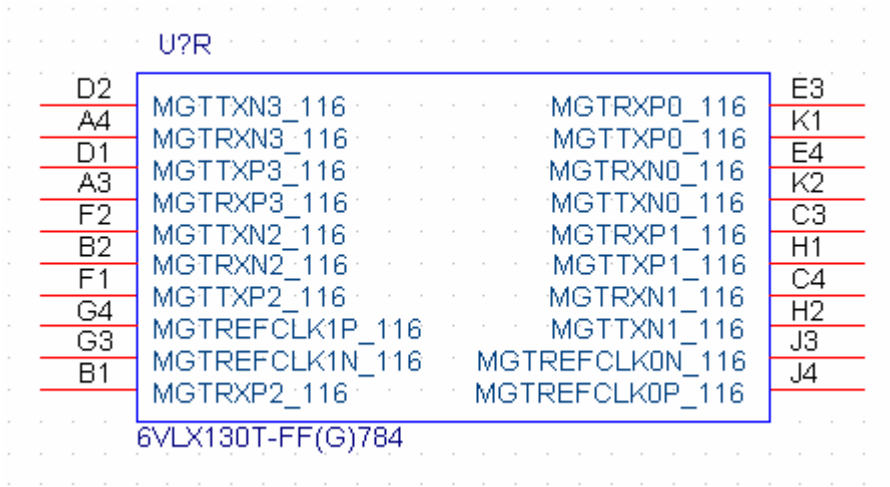 U?R
D2 MGTTXN3_116 MGTRXP0_116 E3
A4 MGTRXN3_116 MGTTXP0_116 K1
D1 MGTTXP3_116 MGTRXN0_116 E4
A3 MGTRXP3_116 MGTTXN0_116 K2
F2 MGTTXN2_116 MGTRXP1_116 C3
B2 MGTRXN2_116 MGTTXP1_116 H1
F1 MGTTXP2_116 MGTRXN1_116 C4
G4 MGTREFCLK1P_116 MGTTXN1_116 H2
G3 MGTREFCLK1N_116 MGTREFCLK0N_116 J3
B1 MGTRXP2_116 MGTREFCLK0P_116 J4
6VLX130T-FF(G)784